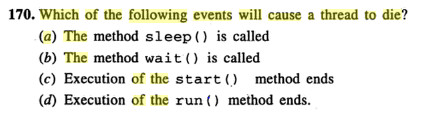 170. Which of the following events will cause a thread to die?
(a) The method sleep() is called
(b) The method wait() is called
(c) Execution of the start() method ends
(d) Execution of the run() method ends.